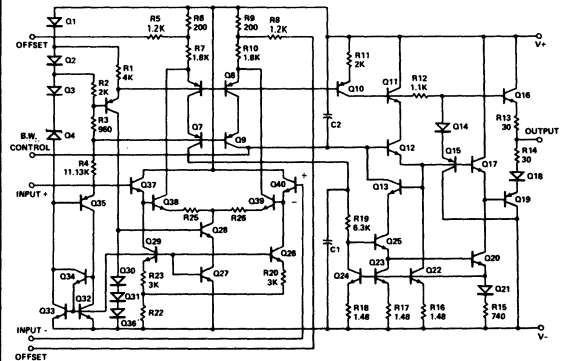 Q1
OFFSET
R5
1.2K
R6
200
R9
200
R8
1.2K
V+
Q2
Q3
R1
4K
R2
2K
R7
1.8K
Q8
R10
1.8K
R11
2K
Q10
Q11
R12
1.1K
Q16
R3
960
Q4
B.W.
CONTROL
C2
R13
30
Q14
OUTPUT
Q7
Q9
Q12
Q15
Q17
R14
30
Q18
R4
11.13K
INPUT +
Q37
Q40
+
−
Q13
Q19
Q35
Q38
Q39
R25
R26
R19
6.3K
Q28
Q25
Q29
Q26
C1
Q20
Q34
Q30
R23
3K
Q27
R20
3K
Q24
Q23
Q22
Q21
Q33
Q32
Q31
Q36
R22
R18
1.48
R17
1.48
R16
1.48
R15
740
INPUT -
V-
OFFSET